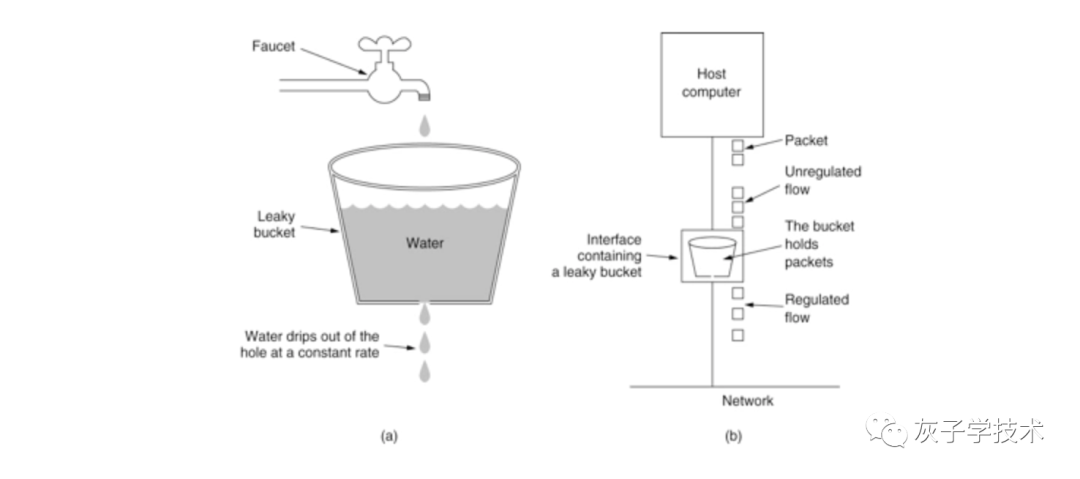 Faucet
Leaky
bucket
Water
Water drips out of the
hole at a constant rate
(a)
Host
computer
Packet
Unregulated
flow
The bucket
holds
packets
Interface
containing
a leaky bucket
Regulated
flow
Network
(b)
灰子学技术